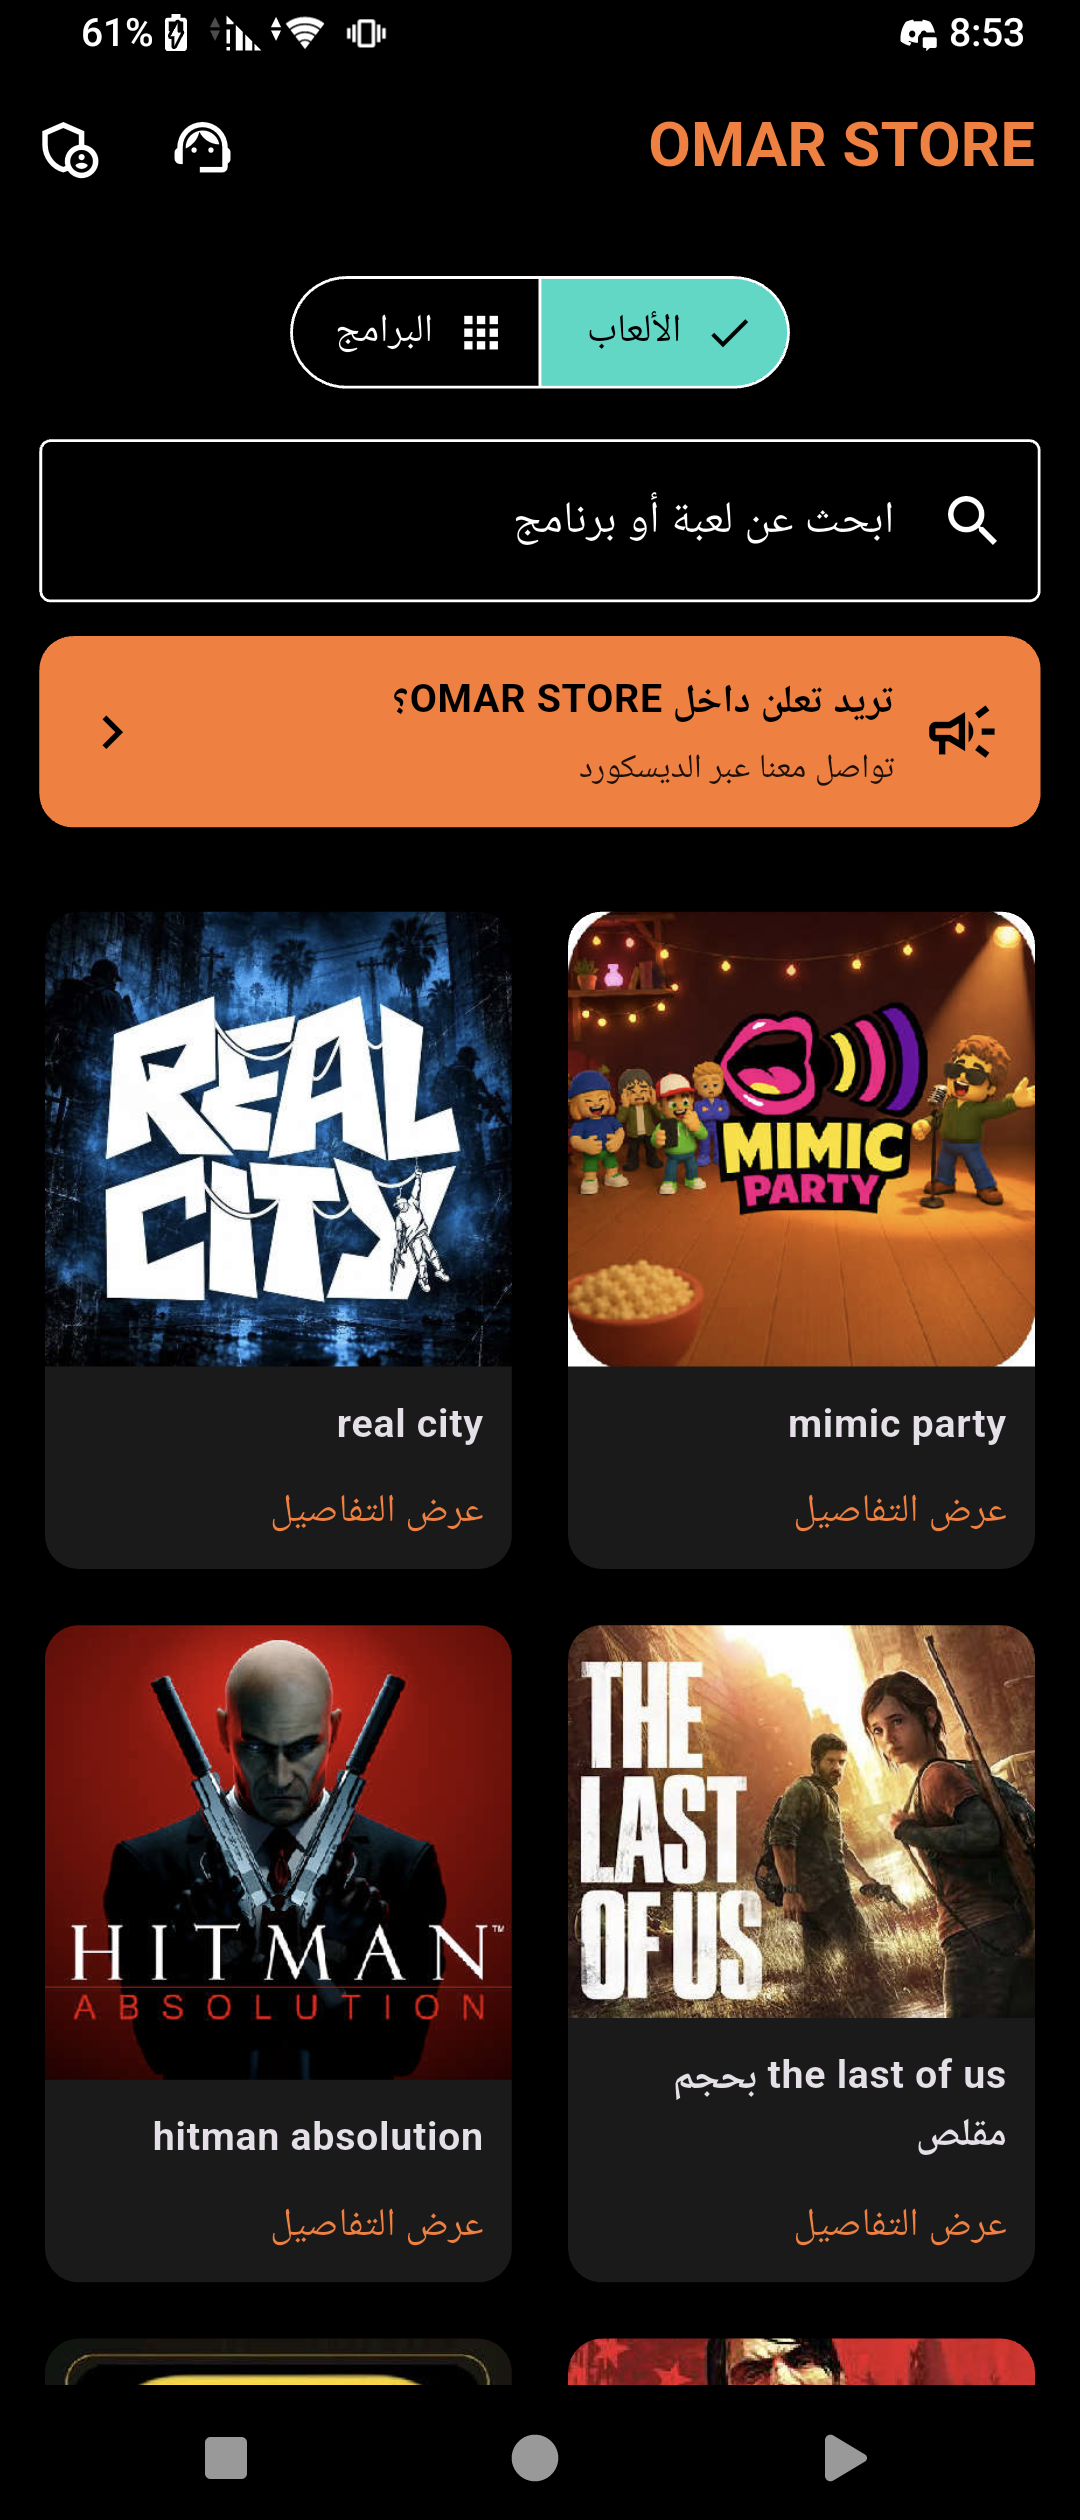 61%
8:53
OMAR STORE
الألعاب
البرامج
ابحث عن لعبة أو برنامج
تريد تعلن داخل OMAR STORE؟
تواصل معنا عبر الديسكورد
MIMIC
PARTY
mimic party
عرض التفاصيل
REAL
CITY
real city
عرض التفاصيل
THE
LAST
OF US
the last of us بحجم
مقلص
عرض التفاصيل
HITMAN™
ABSOLUTION
hitman absolution
عرض التفاصيل